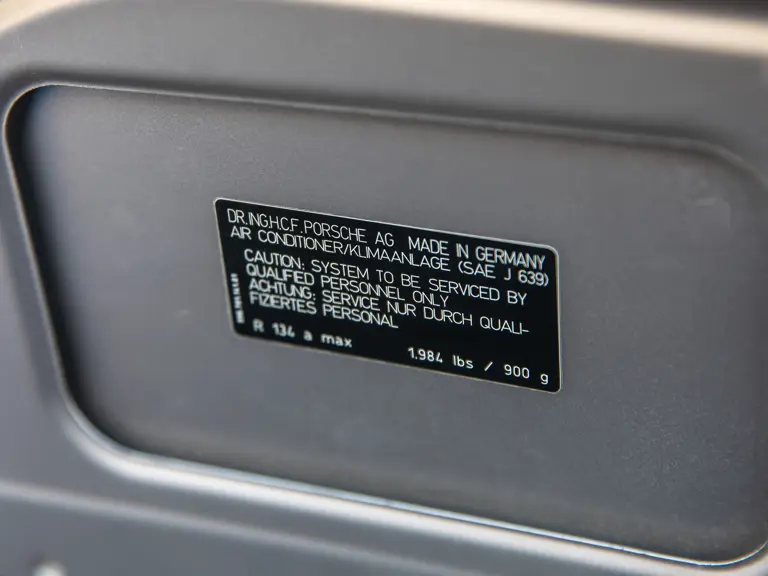 DR.ING.H.C.F.PORSCHE AG MADE IN GERMANY
AIR CONDITIONER/KLIMAANLAGE (SAE J 639)
CAUTION: SYSTEM TO BE SERVICED BY
QUALIFIED PERSONNEL ONLY
ACHTUNG: SERVICE NUR DURCH QUALI-
FIZIERTES PERSONAL
R 134 a max 1.984 lbs / 900 g